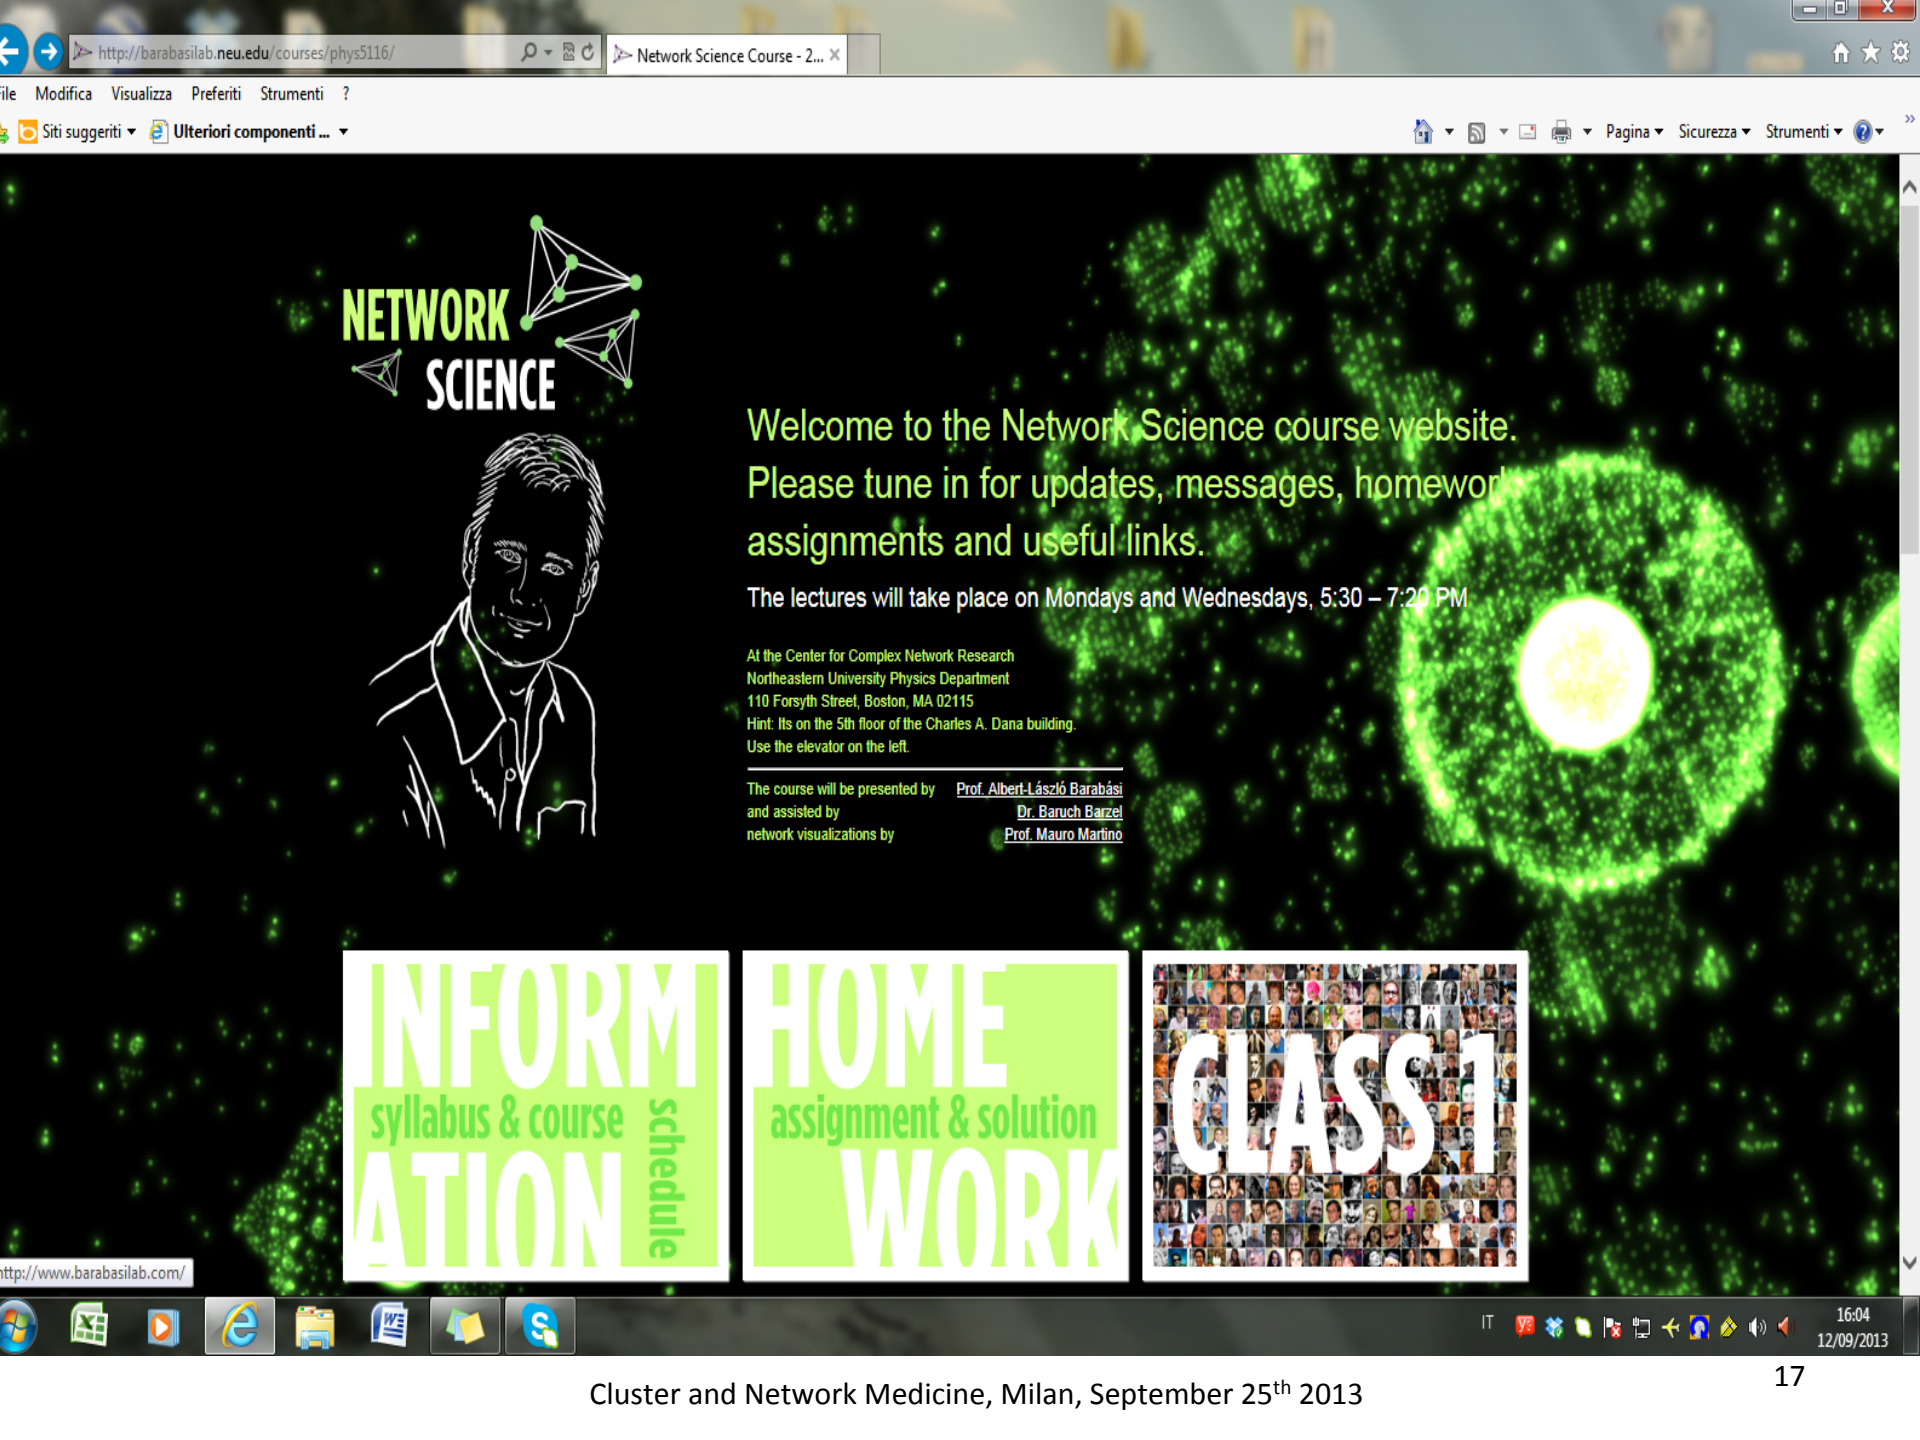 http://barabasilab.neu.edu/courses/phys5116/
Network Science Course - 2...
File Modifica Visualizza Preferiti Strumenti ?
Siti suggeriti Ulteriori componenti ...
Pagina Sicurezza Strumenti
NETWORK
SCIENCE
Welcome to the Network Science course website.
Please tune in for updates, messages, homework
assignments and useful links.
The lectures will take place on Mondays and Wednesdays, 5:30 – 7:20 PM
At the Center for Complex Network Research
Northeastern University Physics Department
110 Forsyth Street, Boston, MA 02115
Hint: Its on the 5th floor of the Charles A. Dana building.
Use the elevator on the left.
The course will be presented by Prof. Albert-László Barabási
and assisted by Dr. Baruch Barzel
network visualizations by Prof. Mauro Martino
INFORM
syllabus & course
schedule
ATION
HOME
assignment & solution
WORK
CLASS 1
http://www.barabasilab.com/
IT
16:04
12/09/2013
Cluster and Network Medicine, Milan, September 25th 2013
17